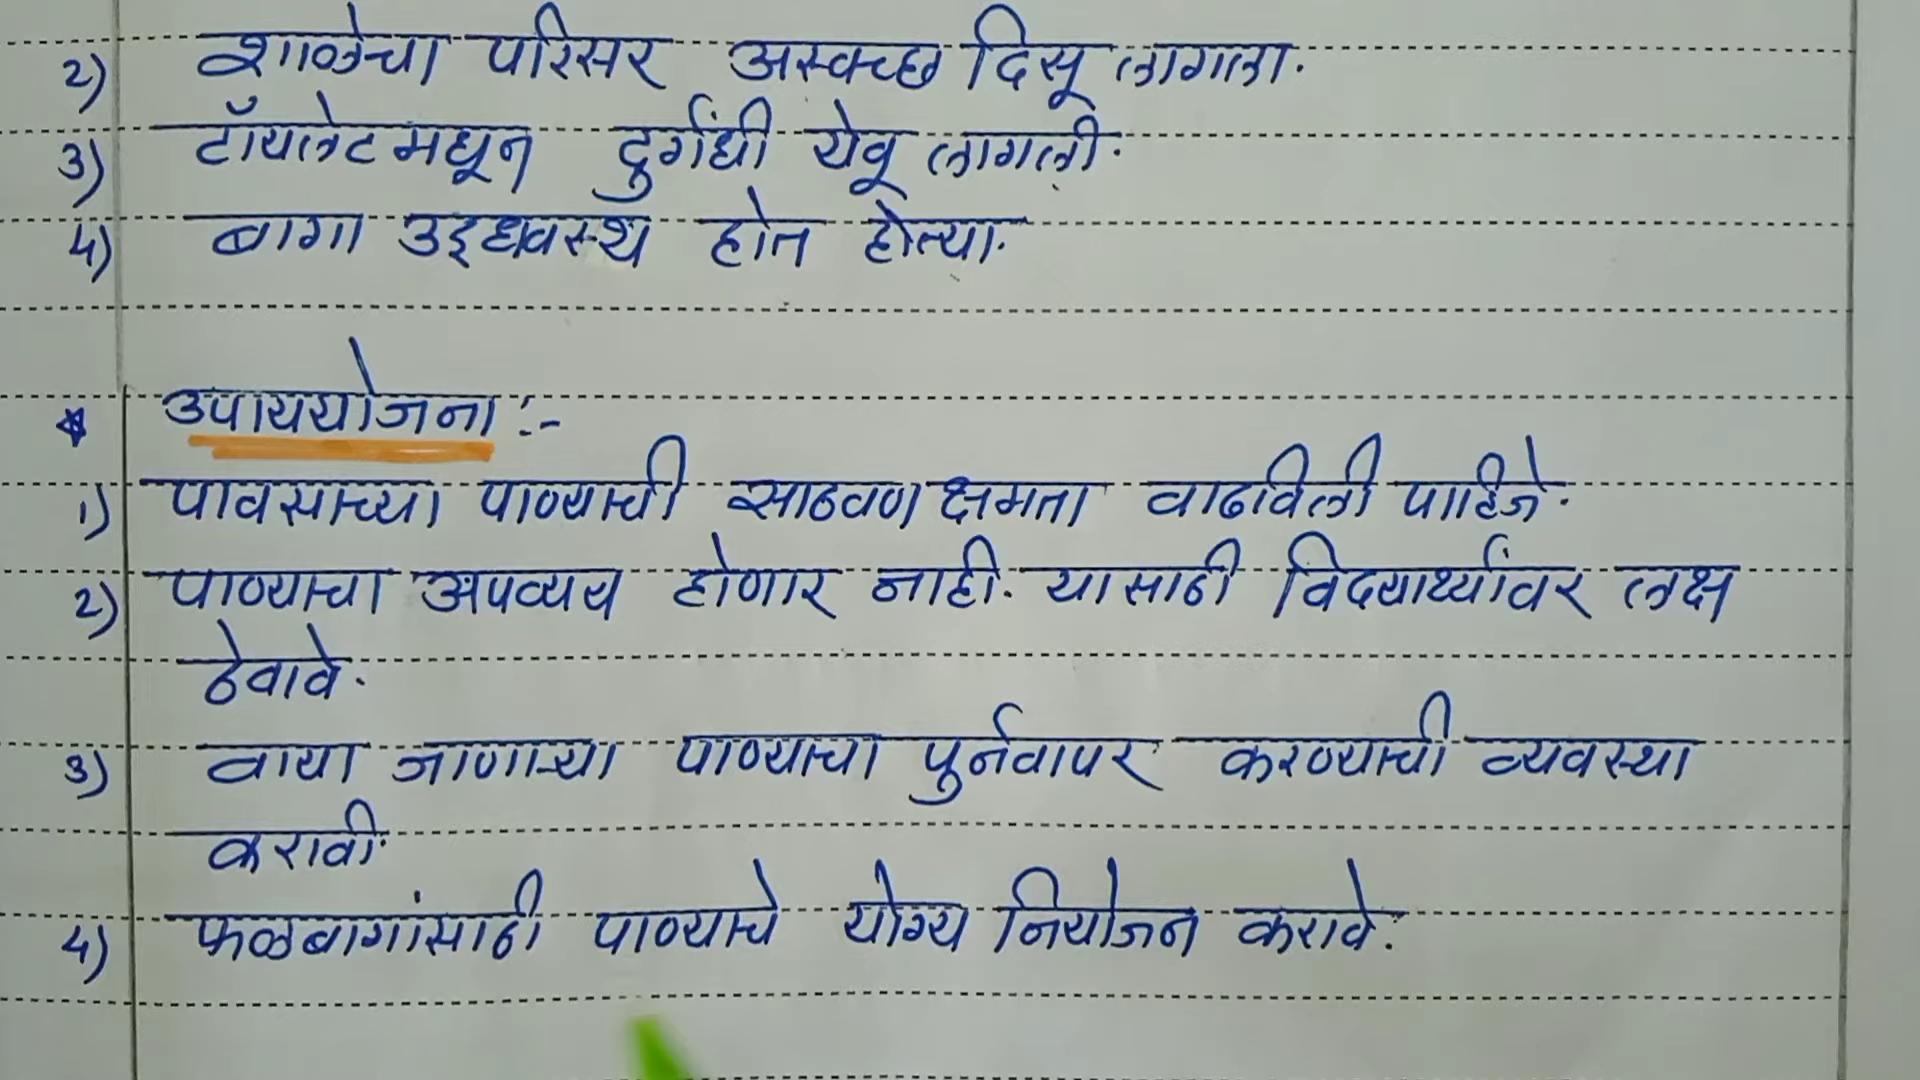 2) शाळेचा परिसर अस्वच्छ दिसू लागला.
3) टॉयलेटमधून दुर्गंधी येवू लागली.
4) बागा उद्ध्वस्थ होत होत्या.
* उपाययोजना :-
1) पावसाच्या पाण्याची साठवण क्षमता वाढविली पाहिजे.
2) पाण्याचा अपव्यय होणार नाही. यासाठी विद्यार्थ्यांवर लक्ष
ठेवावे.
3) वाया जाणाऱ्या पाण्याचा पुर्नवापर करण्याची व्यवस्था
करावी.
4) फळबागांसाठी पाण्याचे योग्य नियोजन करावे.